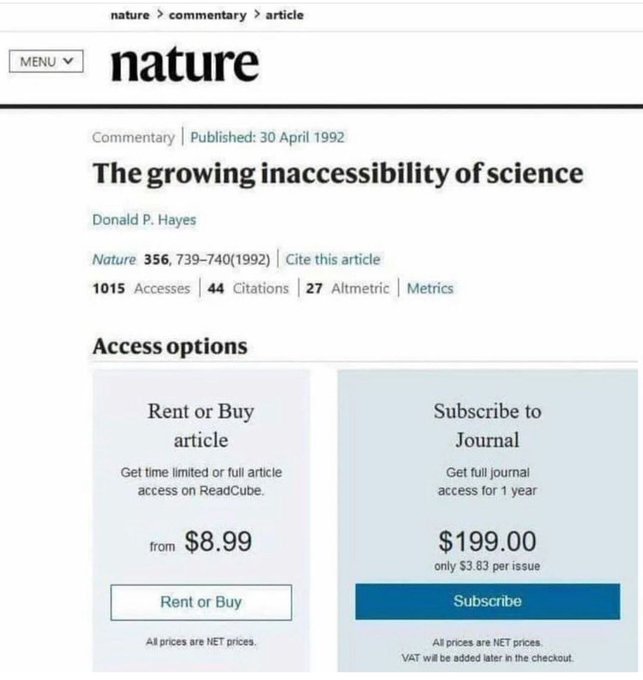 nature > commentary > article
MENU
nature
Commentary | Published: 30 April 1992
The growing inaccessibility of science
Donald P. Hayes
Nature 356, 739–740(1992) | Cite this article
1015 Accesses | 44 Citations | 27 Altmetric | Metrics
Access options
Rent or Buy
article
Get time limited or full article
access on ReadCube.
from $8.99
Rent or Buy
All prices are NET prices.
Subscribe to
Journal
Get full journal
access for 1 year
$199.00
only $3.83 per issue
Subscribe
All prices are NET prices.
VAT will be added later in the checkout.